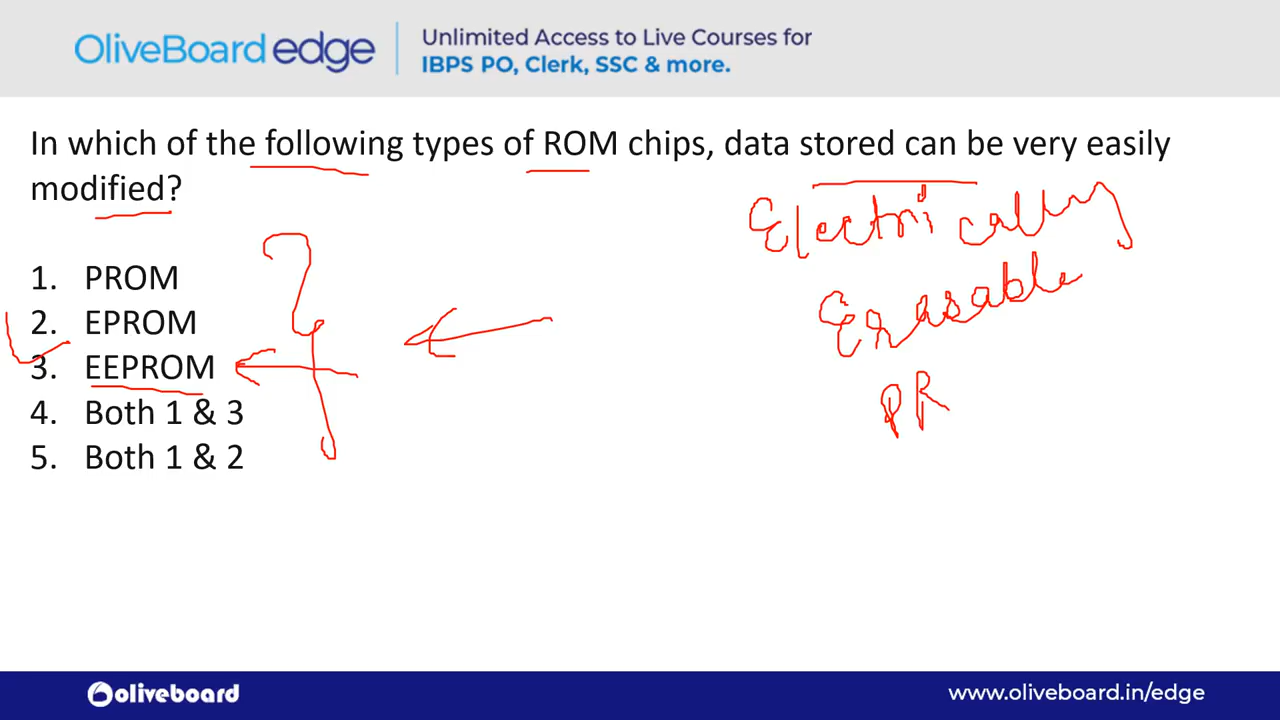 OliveBoard edge
Unlimited Access to Live Courses for
IBPS PO, Clerk, SSC & more.
In which of the following types of ROM chips, data stored can be very easily
modified?
1. PROM
2. EPROM
3. EEPROM
4. Both 1 & 3
5. Both 1 & 2
Electrically
Erasable
PR
oliveboard
www.oliveboard.in/edge